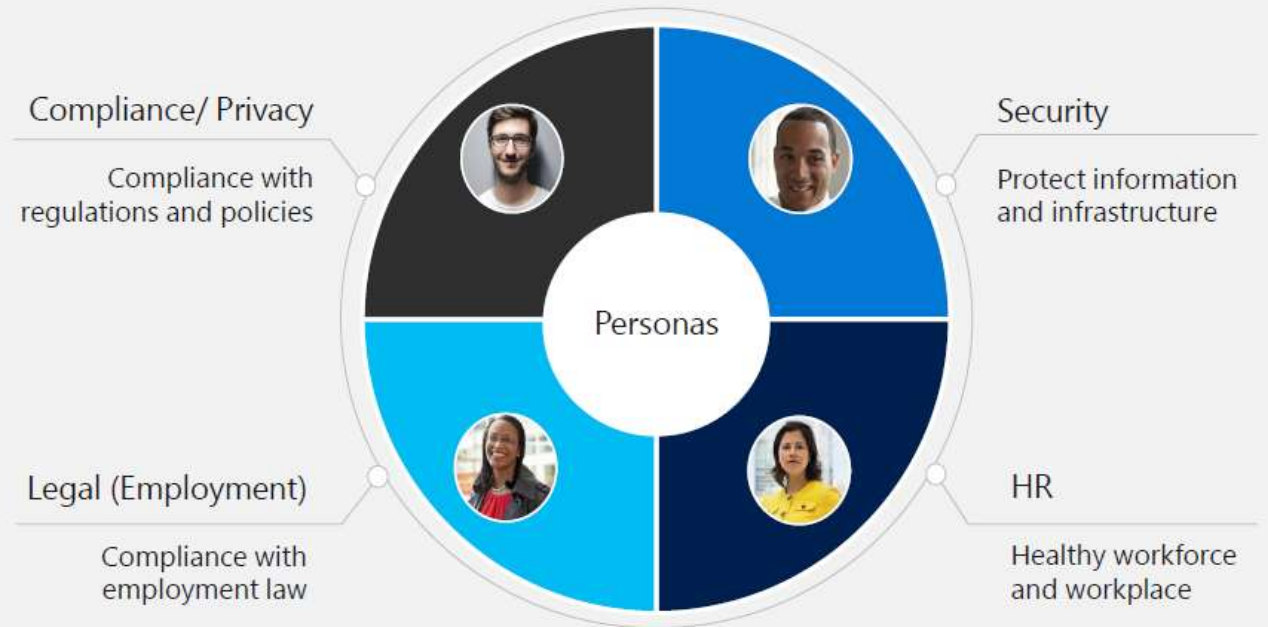 Compliance/ Privacy
Compliance with
regulations and policies
Security
Protect information
and infrastructure
Personas
Legal (Employment)
Compliance with
employment law
HR
Healthy workforce
and workplace